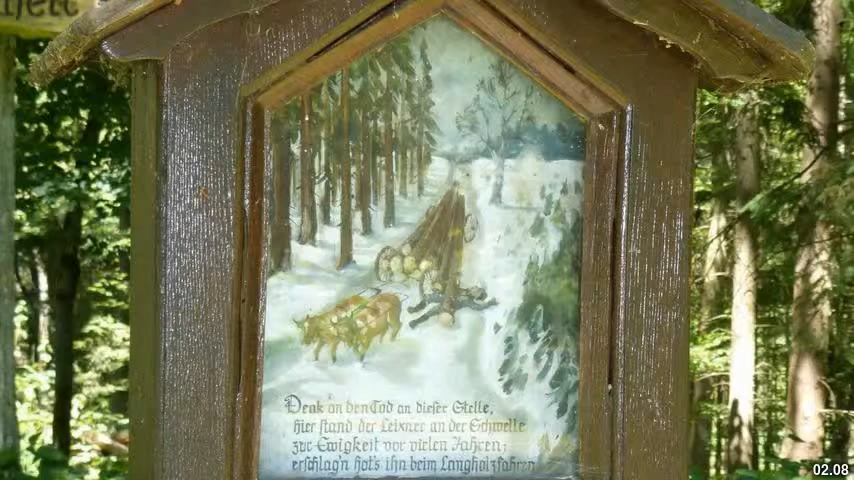 Denk an den Tod an dieser Stelle,
hier stand der Leixner an der Schwelle
zur Ewigkeit vor vielen Jahren;
erschlag'n hot's ihn beim Langholzfahren
02.08